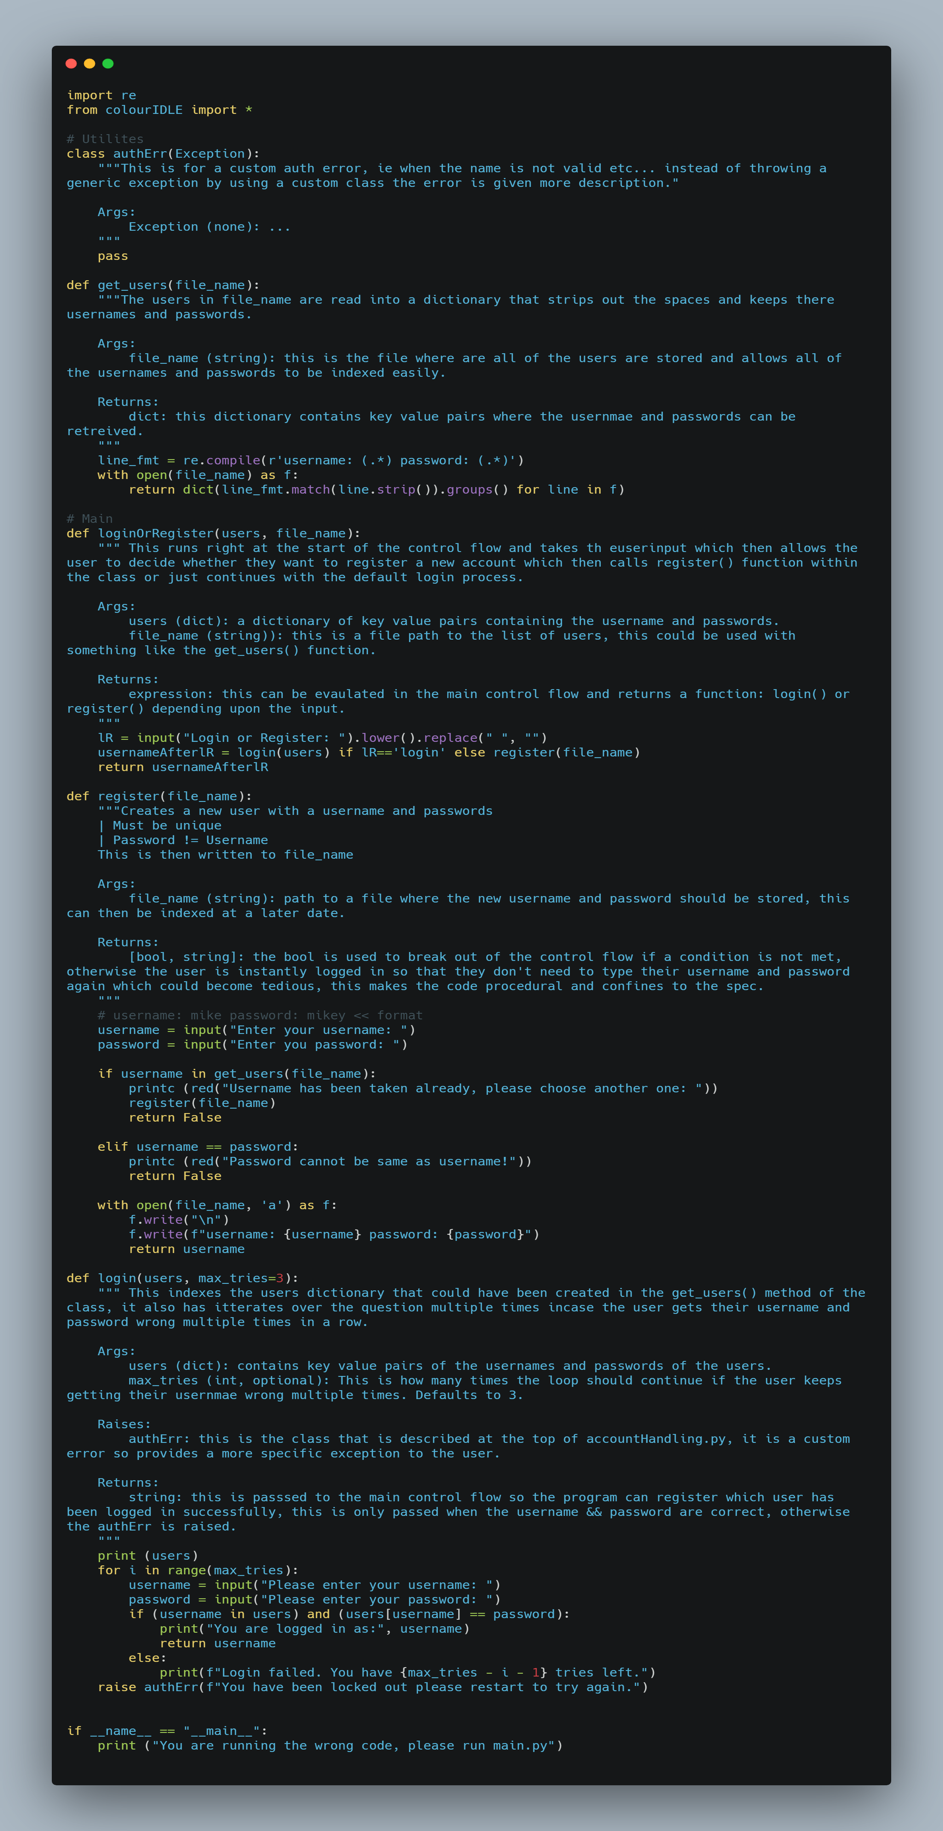 import re
from colourIDLE import *
# Utilites
class authErr(Exception):
    """This is for a custom auth error, ie when the name is not valid etc... instead of throwing a
generic exception by using a custom class the error is given more description."
    Args:
        Exception (none): ...
    """
    pass
def get_users(file_name):
    """The users in file_name are read into a dictionary that strips out the spaces and keeps there
usernames and passwords.
    Args:
        file_name (string): this is the file where are all of the users are stored and allows all of
the usernames and passwords to be indexed easily.
    Returns:
        dict: this dictionary contains key value pairs where the usernmae and passwords can be
retreived.
    """
    line_fmt = re.compile(r'username: (.*) password: (.*)')
    with open(file_name) as f:
        return dict(line_fmt.match(line.strip()).groups() for line in f)
# Main
def loginOrRegister(users, file_name):
    """ This runs right at the start of the control flow and takes th euserinput which then allows the
user to decide whether they want to register a new account which then calls register() function within
the class or just continues with the default login process.
    Args:
        users (dict): a dictionary of key value pairs containing the username and passwords.
        file_name (string)): this is a file path to the list of users, this could be used with
something like the get_users() function.
    Returns:
        expression: this can be evaulated in the main control flow and returns a function: login() or
register() depending upon the input.
    """
    lR = input("Login or Register: ").lower().replace(" ", "")
    usernameAfterlR = login(users) if lR=='login' else register(file_name)
    return usernameAfterlR
def register(file_name):
    """Creates a new user with a username and passwords
    | Must be unique
    | Password != Username
    This is then written to file_name
    Args:
        file_name (string): path to a file where the new username and password should be stored, this
can then be indexed at a later date.
    Returns:
        [bool, string]: the bool is used to break out of the control flow if a condition is not met,
otherwise the user is instantly logged in so that they don't need to type their username and password
again which could become tedious, this makes the code procedural and confines to the spec.
    """
    # username: mike password: mikey << format
    username = input("Enter your username: ")
    password = input("Enter you password: ")
    if username in get_users(file_name):
        printc (red("Username has been taken already, please choose another one: "))
        register(file_name)
        return False
    elif username == password:
        printc (red("Password cannot be same as username!"))
        return False
    with open(file_name, 'a') as f:
        f.write("\n")
        f.write(f"username: {username} password: {password}")
        return username
def login(users, max_tries=3):
    """ This indexes the users dictionary that could have been created in the get_users() method of the
class, it also has itterates over the question multiple times incase the user gets their username and
password wrong multiple times in a row.
    Args:
        users (dict): contains key value pairs of the usernames and passwords of the users.
        max_tries (int, optional): This is how many times the loop should continue if the user keeps
getting their usernmae wrong multiple times. Defaults to 3.
    Raises:
        authErr: this is the class that is described at the top of accountHandling.py, it is a custom
error so provides a more specific exception to the user.
    Returns:
        string: this is passsed to the main control flow so the program can register which user has
been logged in successfully, this is only passed when the username && password are correct, otherwise
the authErr is raised.
    """
    print (users)
    for i in range(max_tries):
        username = input("Please enter your username: ")
        password = input("Please enter your password: ")
        if (username in users) and (users[username] == password):
            print("You are logged in as:", username)
            return username
        else:
            print(f"Login failed. You have {max_tries - i - 1} tries left.")
    raise authErr(f"You have been locked out please restart to try again.")
if __name__ == "__main__":
    print ("You are running the wrong code, please run main.py")